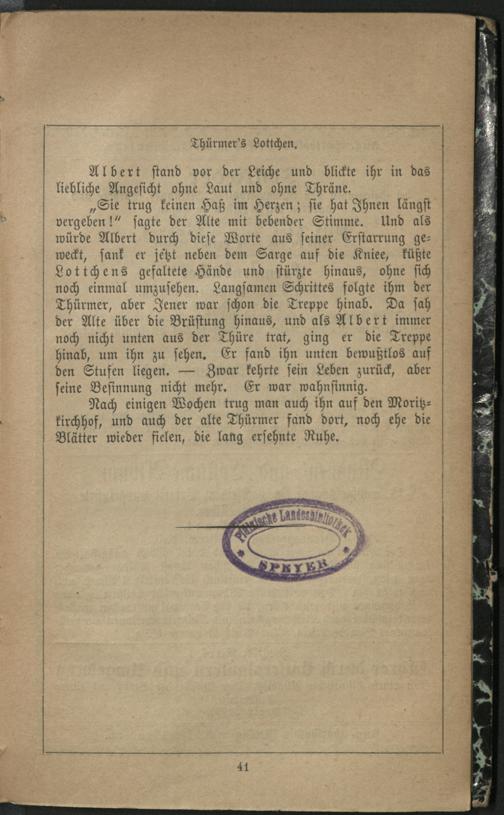 Thürmer's Lottchen.
Albert stand vor der Leiche und blickte ihr in das
liebliche Angesicht ohne Laut und ohne Thräne.
„Sie trug keinen Haß im Herzen; sie hat Ihnen längst
vergeben!“ sagte der Alte mit bebender Stimme. Und als
würde Albert durch diese Worte aus seiner Erstarrung ge-
weckt, sank er jetzt neben dem Sarge auf die Kniee, küßte
Lottchens gefaltete Hände und stürzte hinaus, ohne sich
noch einmal umzusehen. Langsamen Schrittes folgte ihm der
Thürmer, aber Jener war schon die Treppe hinab. Da sah
der Alte über die Brüstung hinaus, und als Albert immer
noch nicht unten aus der Thüre trat, ging er die Treppe
hinab, um ihn zu sehen. Er fand ihn unten bewußtlos auf
den Stufen liegen. — Zwar kehrte sein Leben zurück, aber
seine Besinnung nicht mehr. Er war wahnsinnig.
Nach einigen Wochen trug man auch ihn auf den Moritz-
kirchhof, und auch der alte Thürmer fand dort, noch ehe die
Blätter wieder fielen, die lang ersehnte Ruhe.
Pfälzische Landesbibliothek
* SPEYER *
41